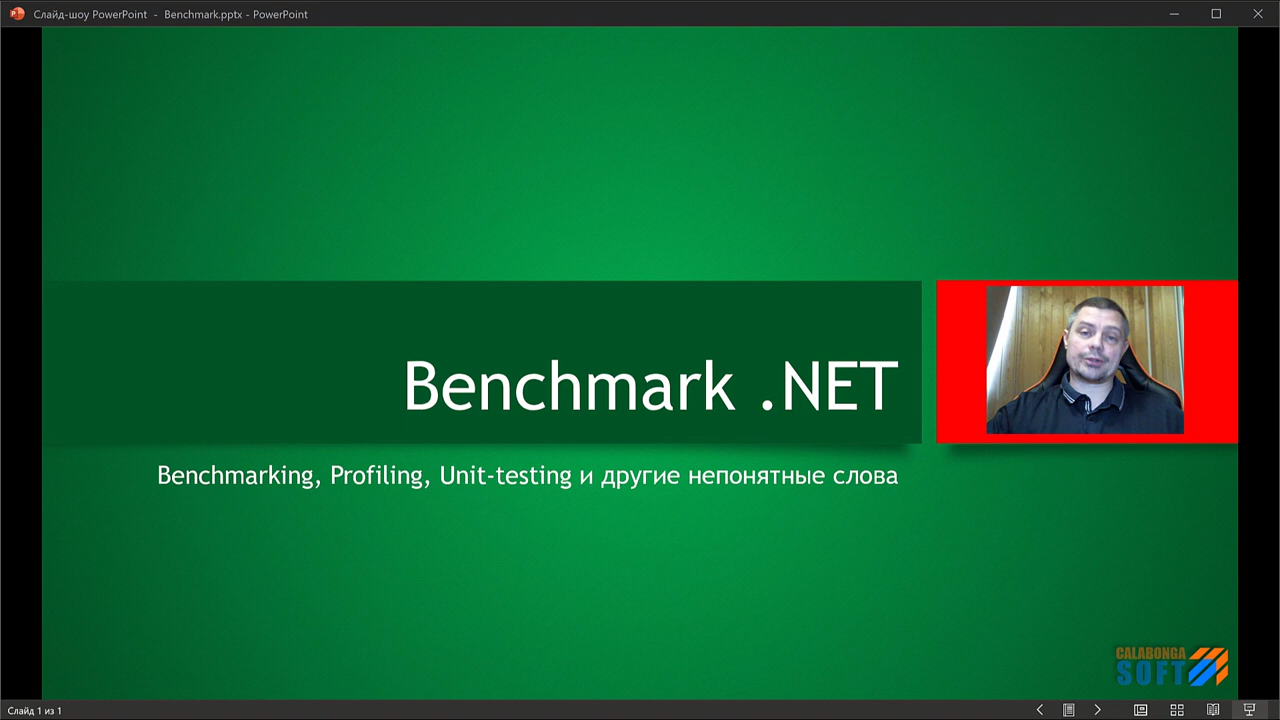 Слайд-шоу PowerPoint - Benchmark.pptx - PowerPoint
Benchmark .NET
Benchmarking, Profiling, Unit-testing и другие непонятные слова
CALABONGA
SOFT
Слайд 1 из 1